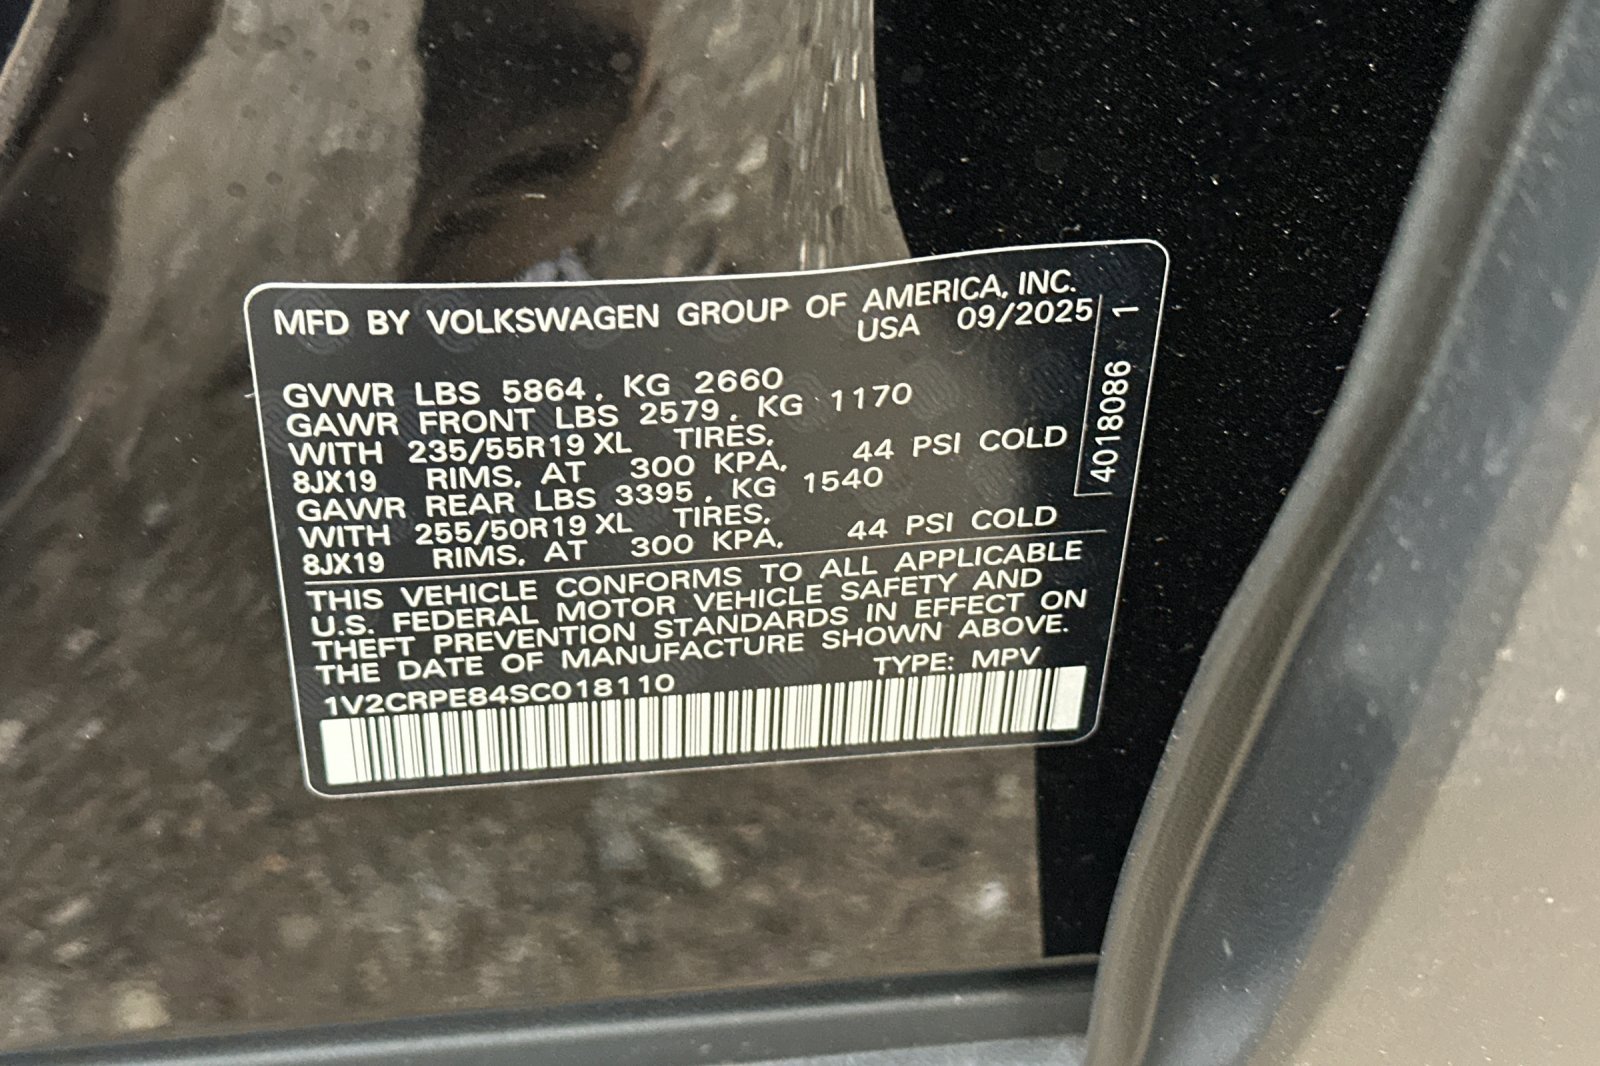 MFD BY VOLKSWAGEN GROUP OF AMERICA, INC.
USA 09/2025
GVWR LBS 5864, KG 2660
GAWR FRONT LBS 2579, KG 1170
WITH 235/55R19 XL TIRES,
8JX19 RIMS, AT 300 KPA, 44 PSI COLD
GAWR REAR LBS 3395, KG 1540
WITH 255/50R19 XL TIRES,
8JX19 RIMS, AT 300 KPA, 44 PSI COLD
THIS VEHICLE CONFORMS TO ALL APPLICABLE
U.S. FEDERAL MOTOR VEHICLE SAFETY AND
THEFT PREVENTION STANDARDS IN EFFECT ON
THE DATE OF MANUFACTURE SHOWN ABOVE.
TYPE: MPV
1V2CRPE84SC018110
4018086 1